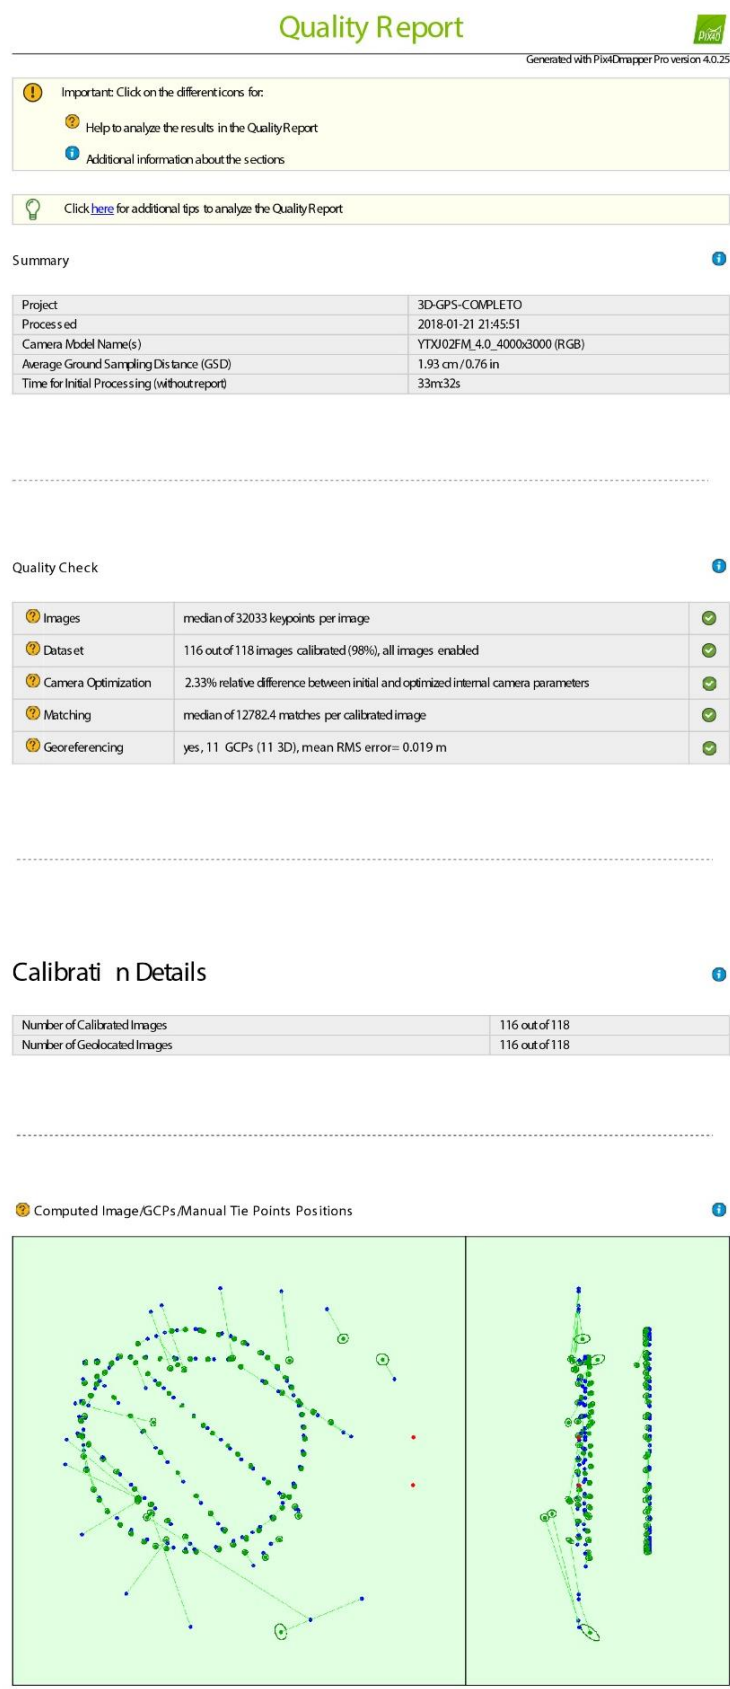 Quality Report
PIX4D
Generated with Pix4Dmapper Pro version 4.0.25
Important: Click on the different icons for:
Help to analyze the results in the Quality Report
Additional information about the sections
Click here for additional tips to analyze the Quality Report
Summary
Project 3D-GPS-COMPLETO
Processed 2018-01-21 21:45:51
Camera Model Name(s) YTXJ02FM_4.0_4000x3000 (RGB)
Average Ground Sampling Distance (GSD) 1.93 cm / 0.76 in
Time for Initial Processing (without report) 33m:32s
Quality Check
Images median of 32033 keypoints per image
Dataset 116 out of 118 images calibrated (98%), all images enabled
Camera Optimization 2.33% relative difference between initial and optimized internal camera parameters
Matching median of 12782.4 matches per calibrated image
Georeferencing yes, 11 GCPs (11 3D), mean RMS error= 0.019 m
Calibrati n Details
Number of Calibrated Images 116 out of 118
Number of Geolocated Images 116 out of 118
Computed Image/GCPs/Manual Tie Points Positions